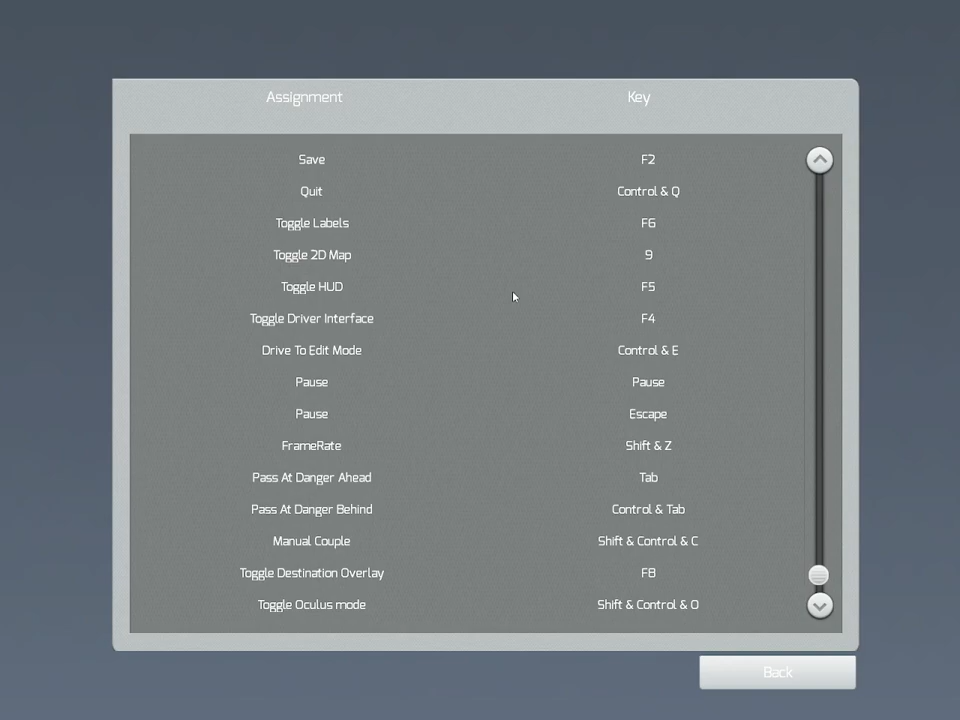 Assignment Key
Save F2
Quit Control & Q
Toggle Labels F6
Toggle 2D Map 9
Toggle HUD F5
Toggle Driver Interface F4
Drive To Edit Mode Control & E
Pause Pause
Pause Escape
FrameRate Shift & Z
Pass At Danger Ahead Tab
Pass At Danger Behind Control & Tab
Manual Couple Shift & Control & C
Toggle Destination Overlay F8
Toggle Oculus mode Shift & Control & O
Back